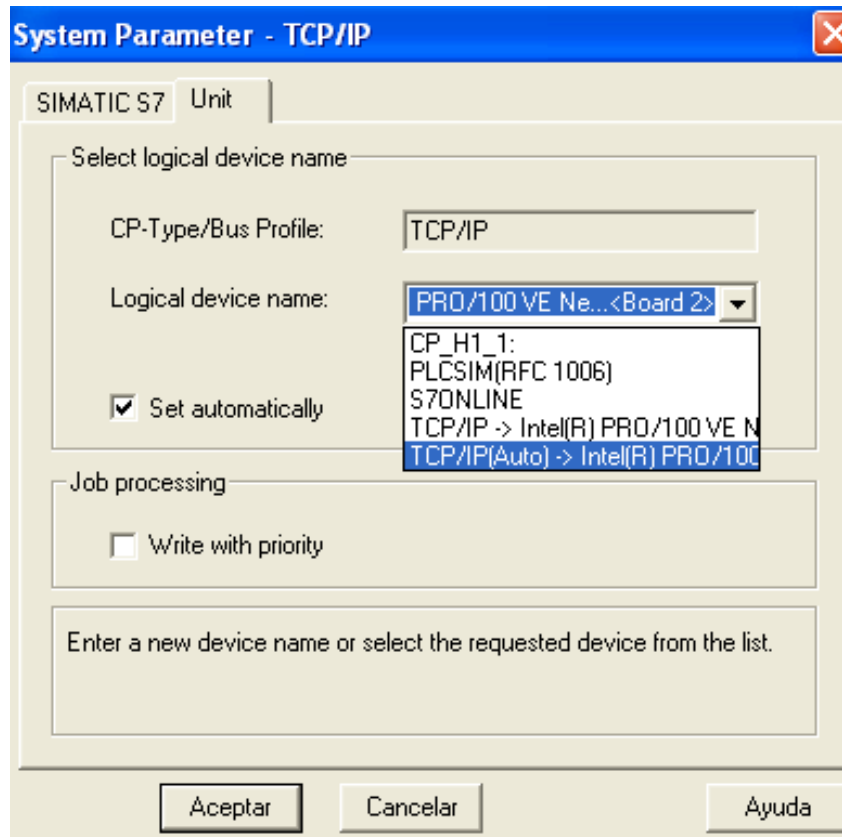 System Parameter - TCP/IP
SIMATIC S7 Unit
Select logical device name
CP-Type/Bus Profile: TCP/IP
Logical device name: PRO/100 VE Ne...<Board 2>
CP_H1_1:
PLCSIM(RFC 1006)
S7ONLINE
Set automatically
TCP/IP -> Intel(R) PRO/100 VE N
TCP/IP(Auto) -> Intel(R) PRO/100
Job processing
Write with priority
Enter a new device name or select the requested device from the list.
Aceptar Cancelar Ayuda